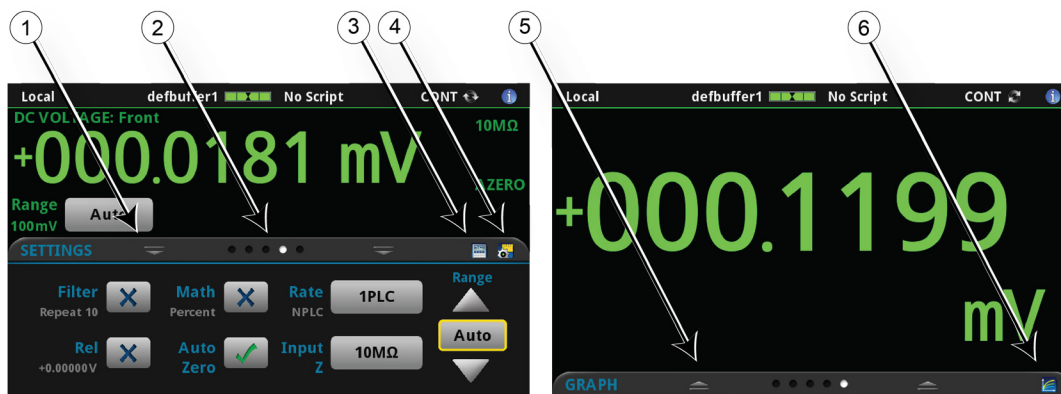 1 2 3 4 5 6
Local defbuffer1 No Script CONT
DC VOLTAGE: Front
10MΩ
+000.0181 mV
AZERO
Range
100mV Auto
SETTINGS
Filter
Repeat 10
Math
Percent
Rate
NPLC
1PLC
Range
Auto
Rel
+0.00000V
Auto
Zero
Input
Z
10MΩ
Local defbuffer1 No Script CONT
+000.1199
mV
GRAPH